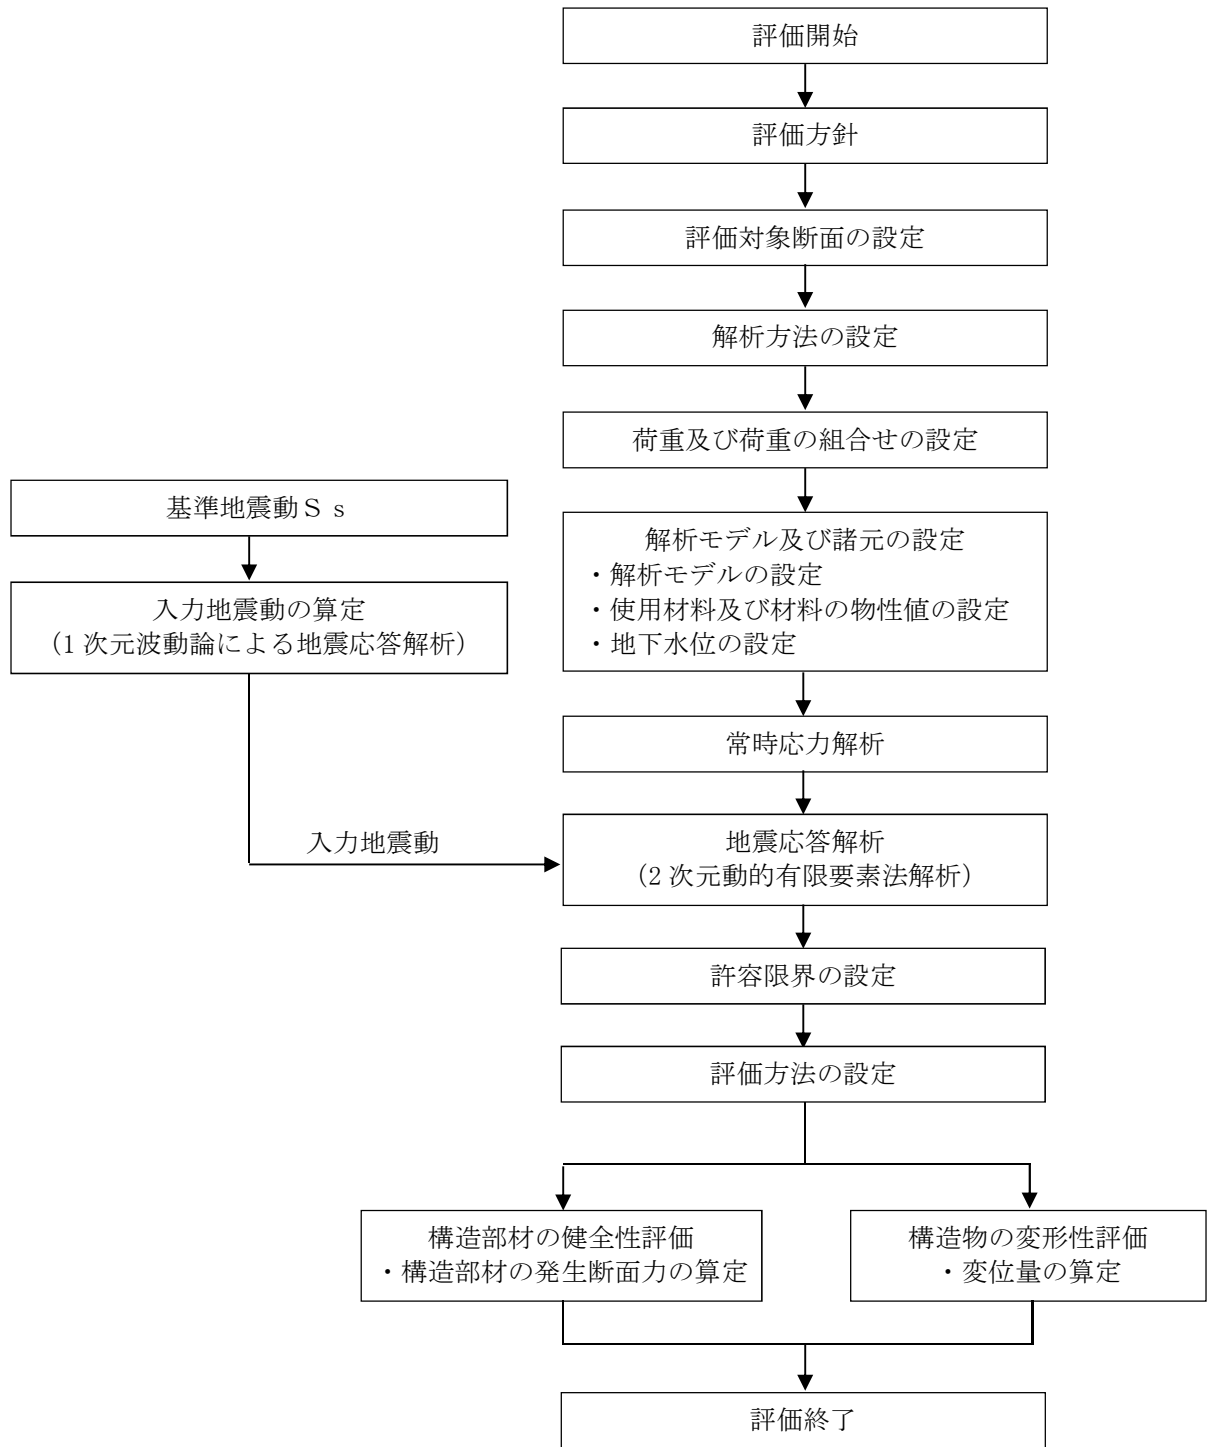 評価開始
評価方針
評価対象断面の設定
解析方法の設定
荷重及び荷重の組合せの設定
基準地震動Ｓｓ
入力地震動の算定
（1 次元波動論による地震応答解析）
解析モデル及び諸元の設定
・解析モデルの設定
・使用材料及び材料の物性値の設定
・地下水位の設定
常時応力解析
入力地震動
地震応答解析
（2 次元動的有限要素法解析）
許容限界の設定
評価方法の設定
構造部材の健全性評価
・構造部材の発生断面力の算定
構造物の変形性評価
・変位量の算定
評価終了